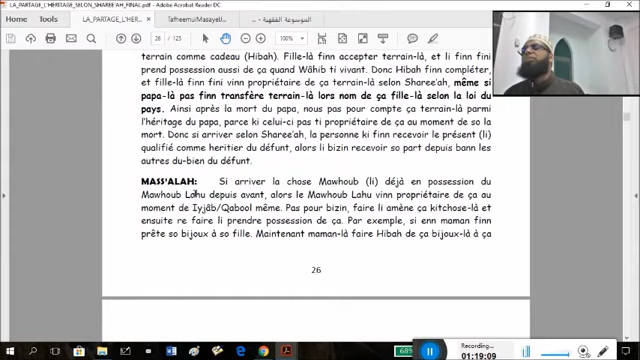 LA_PARTAGE_L'HERITAGE_SELON_SHAREE'AH_FINAL.pdf - Adobe Acrobat Reader DC
File Edit View Window Help
Home Tools LA_PARTAGE_L'HER... × TafreemulMasayeU... الموسوعة الفقهية - ...
26 / 125
terrain comme cadeau (Hibah). Fille-là finn accepter terrain-là, et li finn fini
prend possession aussi de ça quand Wâhib ti vivant. Donc Hibah finn compléter,
et fille-là finn fini vinn propriétaire de ça terrain-là selon Sharee'ah, même si
papa-là pas finn transfère terrain-là lors nom de ça fille-là selon la loi du
pays. Ainsi après la mort du papa, nous pas pour compte ça terrain-là parmi
l'héritage du papa, parce ki celui-ci pas ti propriétaire de ça au moment de so la
mort. Donc si arriver selon Sharee'ah, la personne ki finn recevoir le présent (li)
qualifié comme heritier du défunt, alors li bizin recevoir so part depuis bann les
autres du-bien du défunt.
MASS'ALAH: Si arriver la chose Mawhoub (li) déjà en possession du
Mawhoub Lahu depuis avant, alors le Mawhoub Lahu vinn propriétaire de ça au
moment de Iyjâb/Qabool même. Pas pour bizin, faire li amène ça kitchose-là et
ensuite re faire li prendre possession de ça. Par exemple, si enn maman finn
prête so bijoux à so fille. Maintenant maman-là faire Hibah de ça bijoux-là à ça
26
68%
Recording...
01:19:09